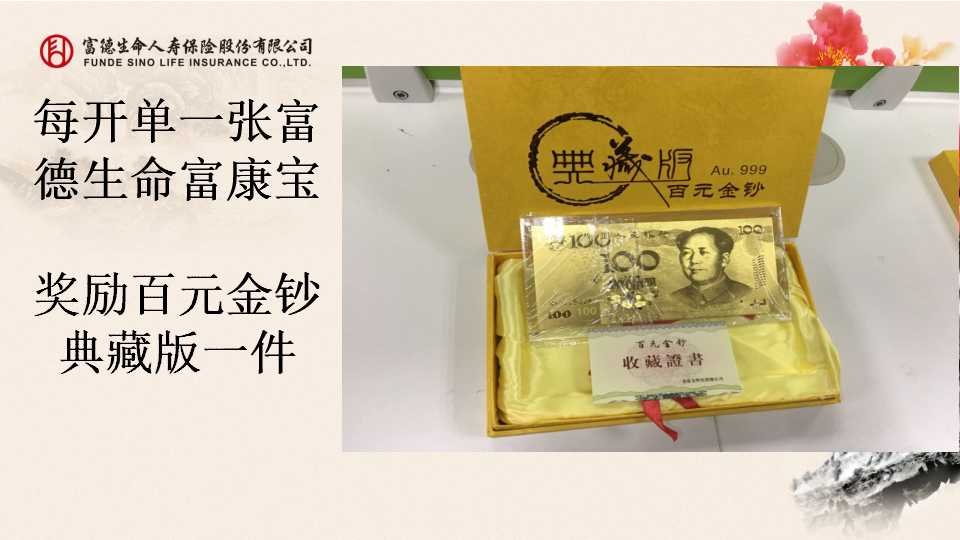 富德生命人寿保险股份有限公司
FUNDE SINO LIFE INSURANCE CO.,LTD.
每开单一张富
德生命富康宝
奖励百元金钞
典藏版一件
典藏版
Au. 999
百元金钞
100
100
100
100
100
百元金钞
收藏證書